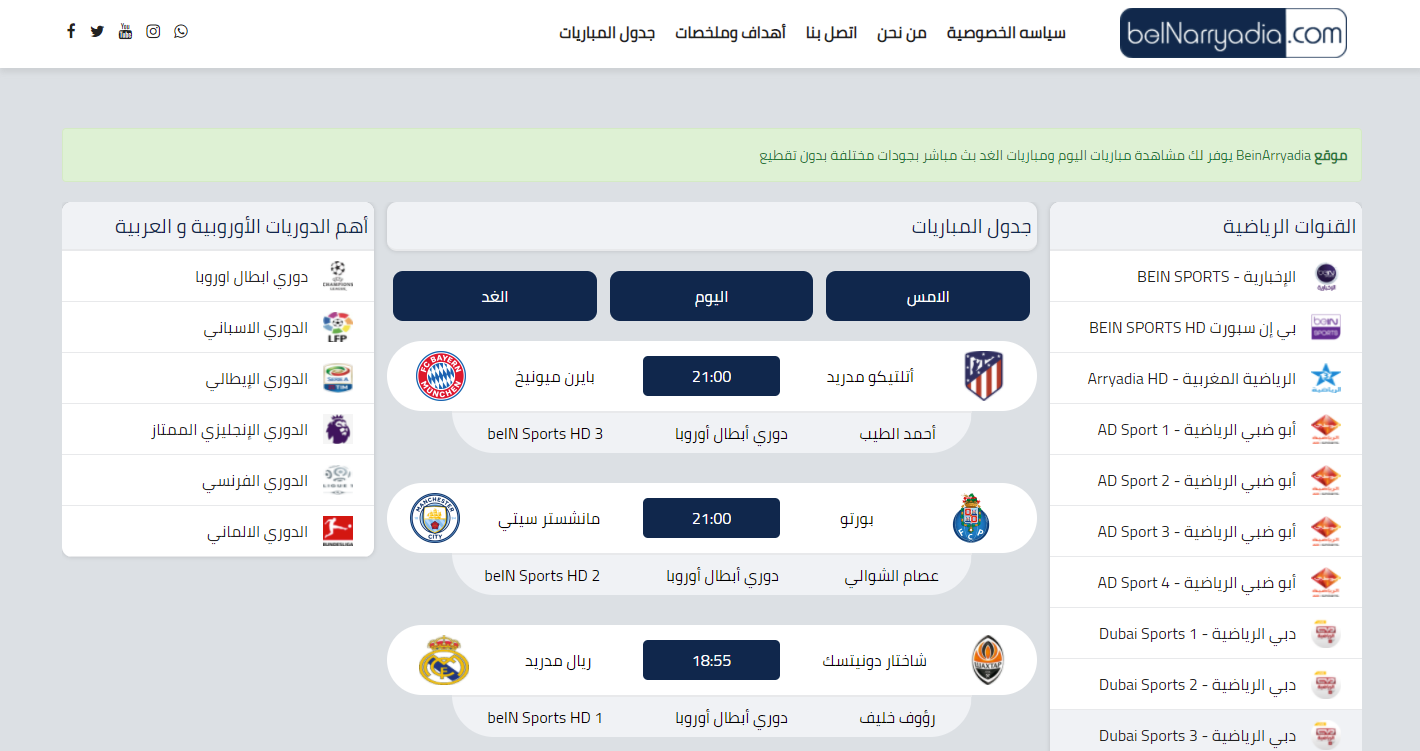 beINarryadia.com
سياسه الخصوصية
من نحن
اتصل بنا
أهداف وملخصات
جدول المباريات
موقع BeinArryadia يوفر لك مشاهدة مباريات اليوم ومباريات الغد بث مباشر بجودات مختلفة بدون تقطيع
القنوات الرياضية
الإخبارية - BEIN SPORTS
بي إن سبورت BEIN SPORTS HD
الرياضية المغربية - Arryadia HD
أبو ضبي الرياضية - AD Sport 1
أبو ضبي الرياضية - AD Sport 2
أبو ضبي الرياضية - AD Sport 3
أبو ضبي الرياضية - AD Sport 4
دبي الرياضية - Dubai Sports 1
دبي الرياضية - Dubai Sports 2
دبي الرياضية - Dubai Sports 3
جدول المباريات
الامس
اليوم
الغد
أتلتيكو مدريد
21:00
بايرن ميونيخ
أحمد الطيب
دوري أبطال أوروبا
beIN Sports HD 3
بورتو
21:00
مانشستر سيتي
عصام الشوالي
دوري أبطال أوروبا
beIN Sports HD 2
شاختار دونيتسك
18:55
ريال مدريد
رؤوف خليف
دوري أبطال أوروبا
beIN Sports HD 1
أهم الدوريات الأوروبية و العربية
دوري ابطال اوروبا
الدوري الاسباني
الدوري الإيطالي
الدوري الإنجليزي الممتاز
الدوري الفرنسي
الدوري الالماني